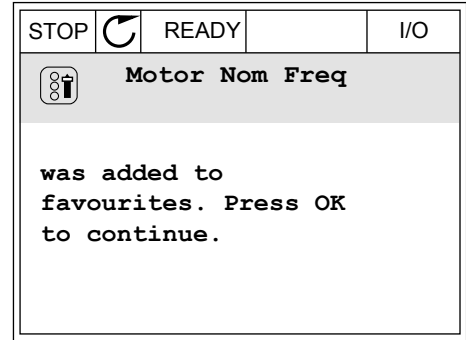 STOP READY I/O
Motor Nom Freq
was added to
favourites. Press OK
to continue.